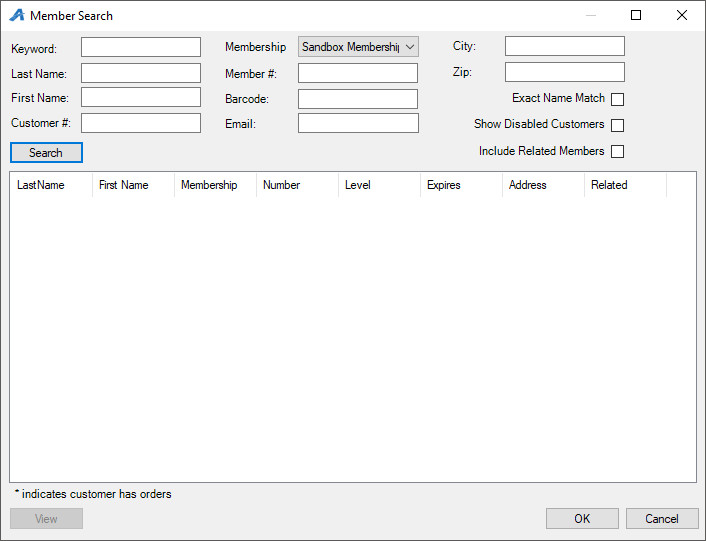 Member Search
Keyword:
Membership
Sandbox Membership
City:
Last Name:
Member #:
Zip:
First Name:
Barcode:
Exact Name Match
Customer #:
Email:
Show Disabled Customers
Search
Include Related Members
LastName First Name Membership Number Level Expires Address Related
* indicates customer has orders
View
OK
Cancel